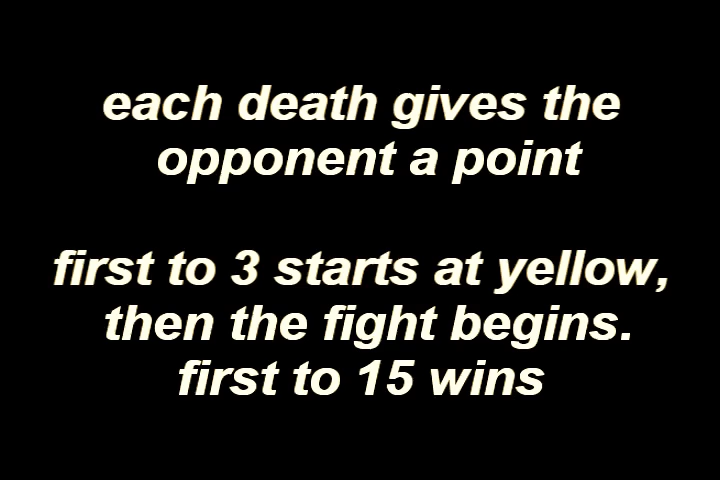 each death gives the
opponent a point
first to 3 starts at yellow,
then the fight begins.
first to 15 wins